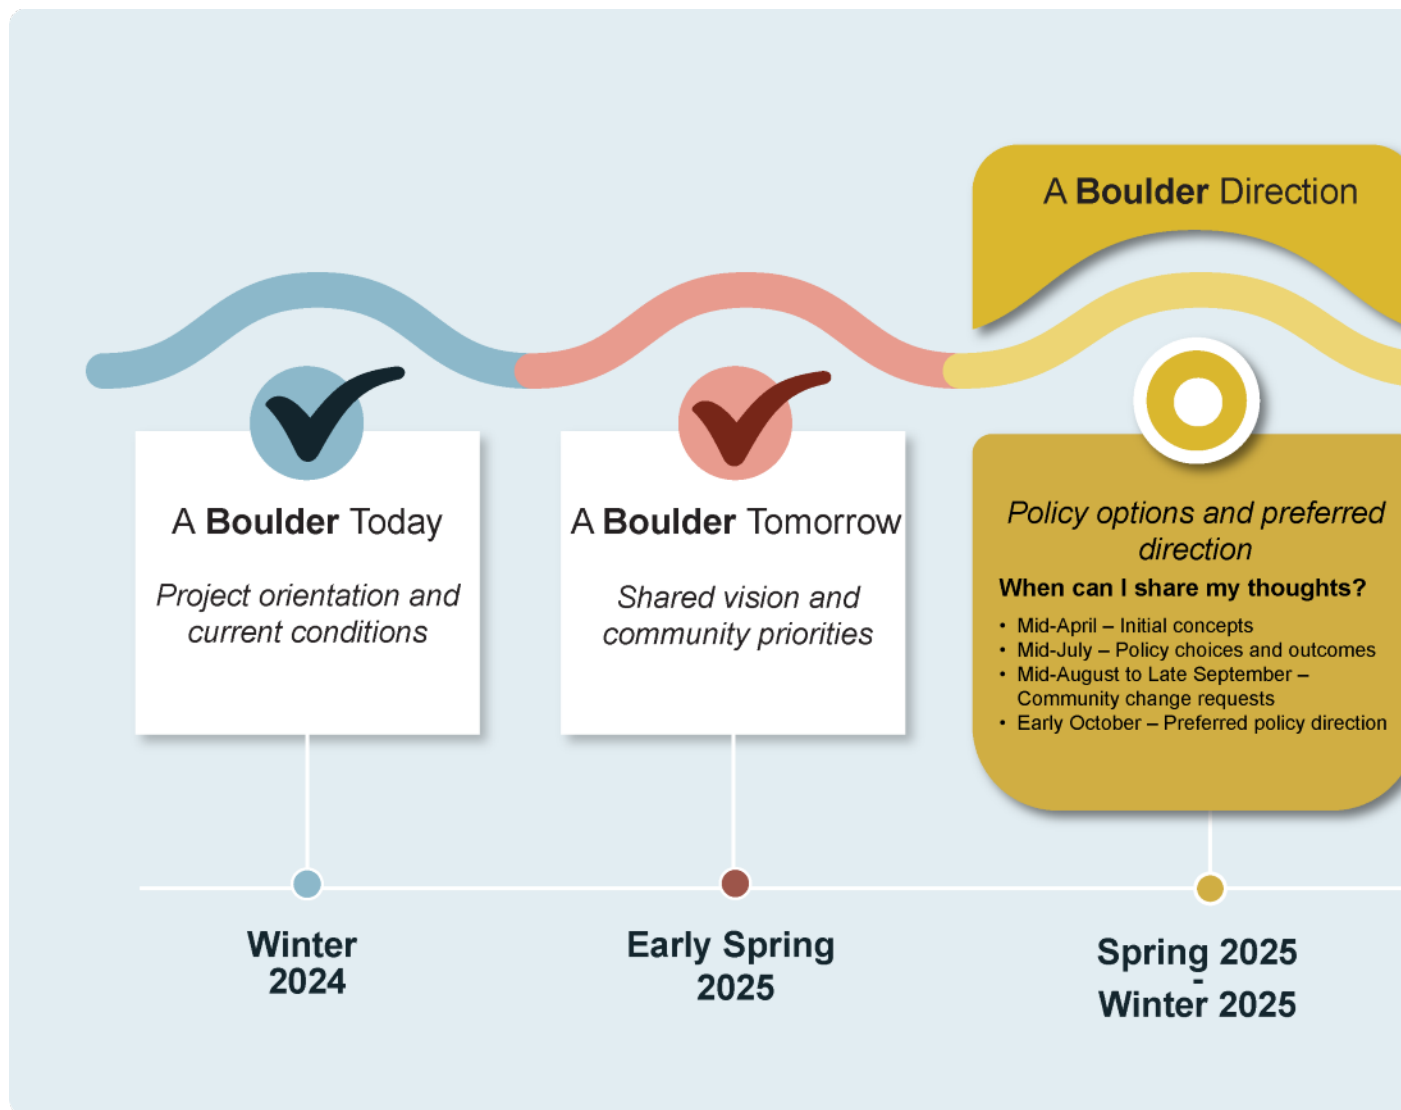 A Boulder Direction
A Boulder Today
Project orientation and
current conditions
A Boulder Tomorrow
Shared vision and
community priorities
Policy options and preferred
direction
When can I share my thoughts?
• Mid-April – Initial concepts
• Mid-July – Policy choices and outcomes
• Mid-August to Late September –
Community change requests
• Early October – Preferred policy direction
Winter
2024
Early Spring
2025
Spring 2025
-
Winter 2025